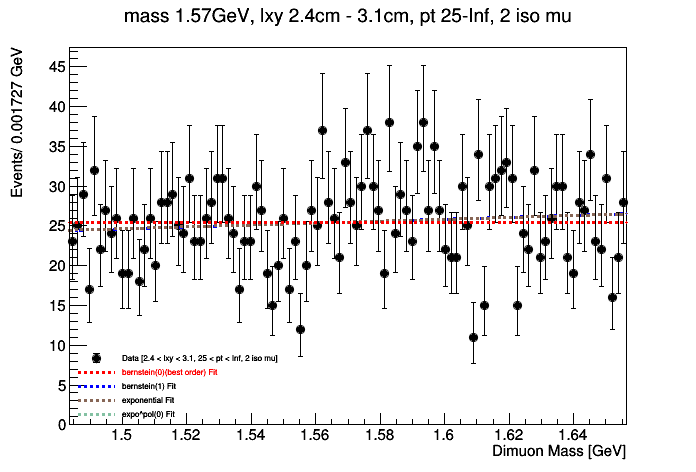 mass 1.57GeV, lxy 2.4cm - 3.1cm, pt 25-Inf, 2 iso mu
Events/ 0.001727 GeV
45
40
35
30
25
20
15
10
5
0
Data [2.4 < lxy < 3.1, 25 < pt < Inf, 2 iso mu]
bernstein(0)(best order) Fit
bernstein(1) Fit
exponential Fit
expo^pol(0) Fit
1.5 1.52 1.54 1.56 1.58 1.6 1.62 1.64
Dimuon Mass [GeV]